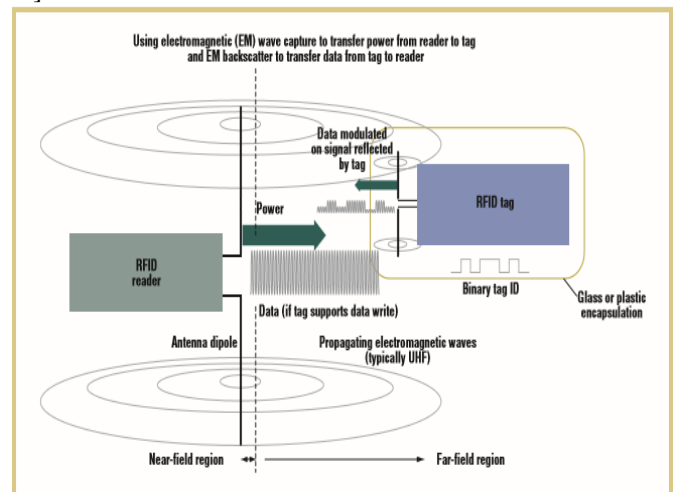 Using electromagnetic (EM) wave capture to transfer power from reader to tag
and EM backscatter to transfer data from tag to reader
Data modulated
on signal reflected
by tag
Power
RFID tag
RFID
reader
Binary tag ID
Glass or plastic
encapsulation
Data (if tag supports data write)
Antenna dipole
Propagating electromagnetic waves
(typically UHF)
Near-field region
Far-field region